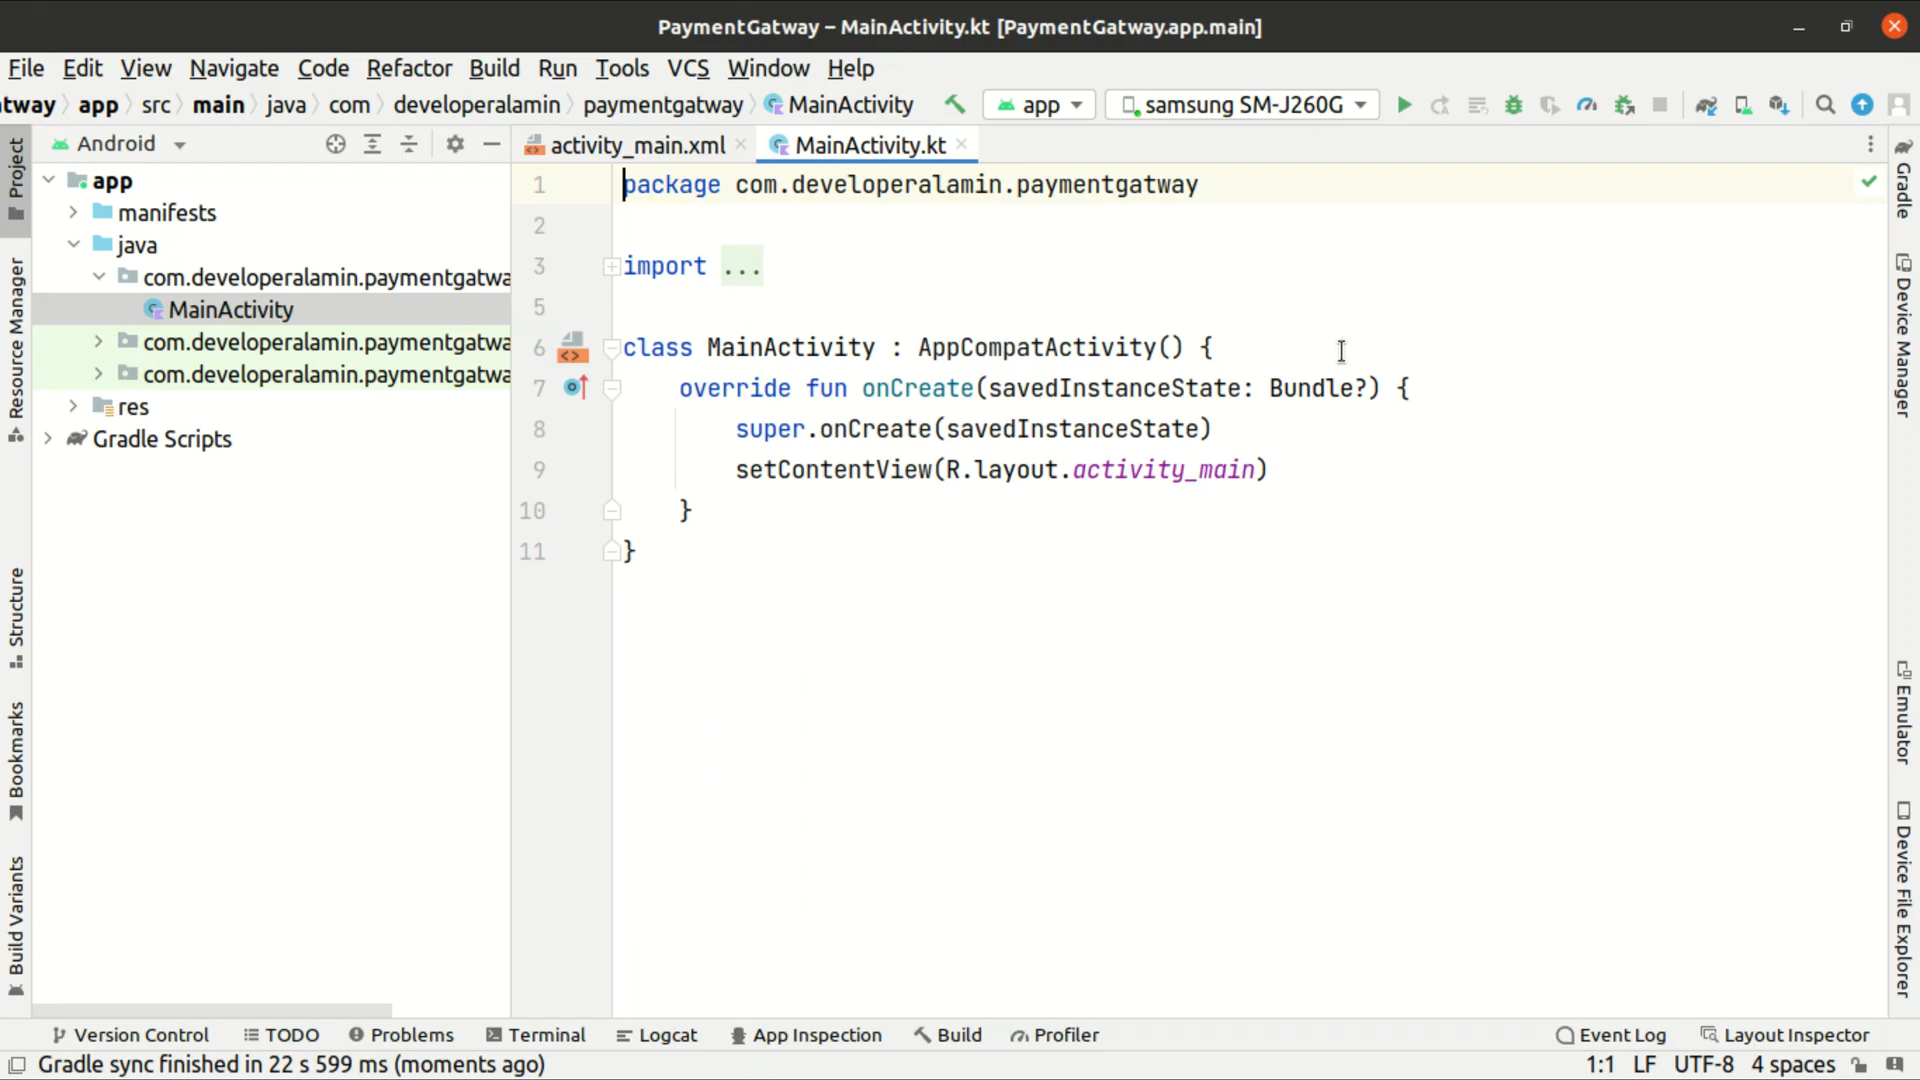 PaymentGatway – MainActivity.kt [PaymentGatway.app.main]
File Edit View Navigate Code Refactor Build Run Tools VCS Window Help
tway app src main java com developeralamin paymentgatway MainActivity app samsung SM-J260G
Project
Resource Manager
Structure
Bookmarks
Build Variants
Android
app
manifests
java
com.developeralamin.paymentgatwa
MainActivity
com.developeralamin.paymentgatwa
com.developeralamin.paymentgatwa
res
Gradle Scripts
activity_main.xml MainActivity.kt
1 package com.developeralamin.paymentgatway
2
3 import ...
5
6 class MainActivity : AppCompatActivity() {
7 override fun onCreate(savedInstanceState: Bundle?) {
8 super.onCreate(savedInstanceState)
9 setContentView(R.layout.activity_main)
10 }
11 }
Gradle
Device Manager
Emulator
Device File Explorer
Version Control TODO Problems Terminal Logcat App Inspection Build Profiler Event Log Layout Inspector
Gradle sync finished in 22 s 599 ms (moments ago) 1:1 LF UTF-8 4 spaces